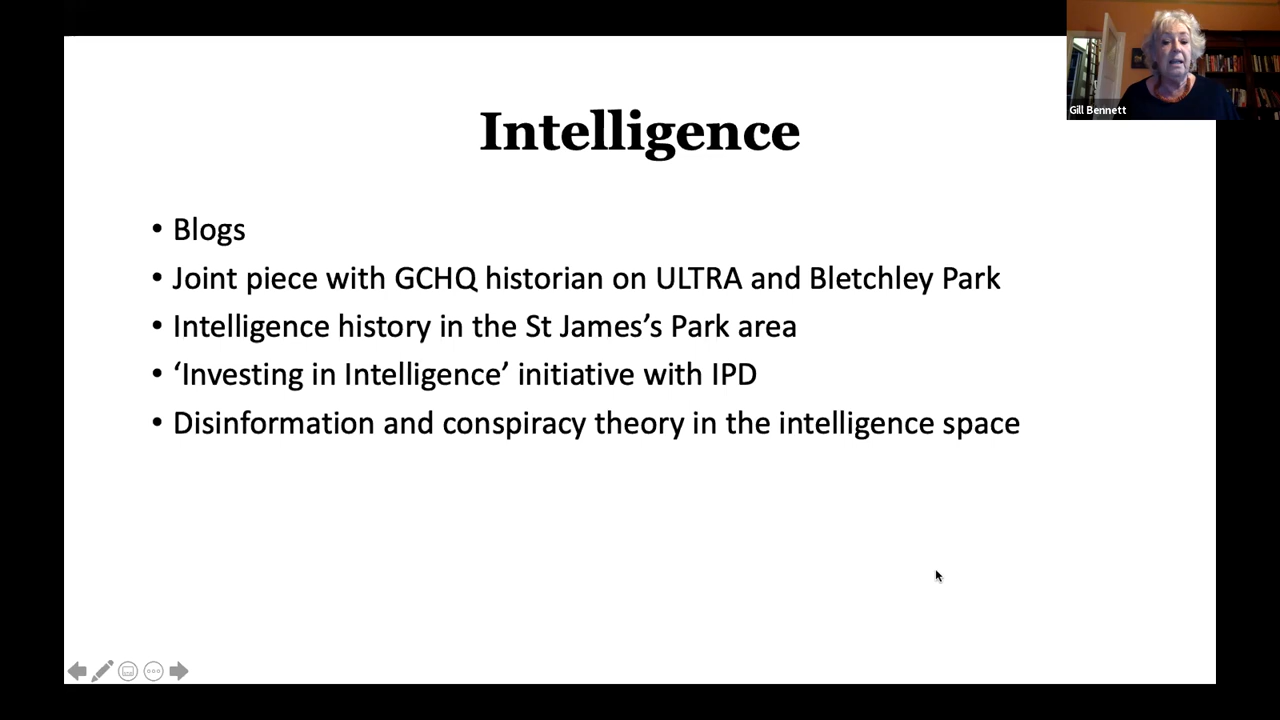 Gill Bennett
Intelligence
• Blogs
• Joint piece with GCHQ historian on ULTRA and Bletchley Park
• Intelligence history in the St James’s Park area
• ‘Investing in Intelligence’ initiative with IPD
• Disinformation and conspiracy theory in the intelligence space